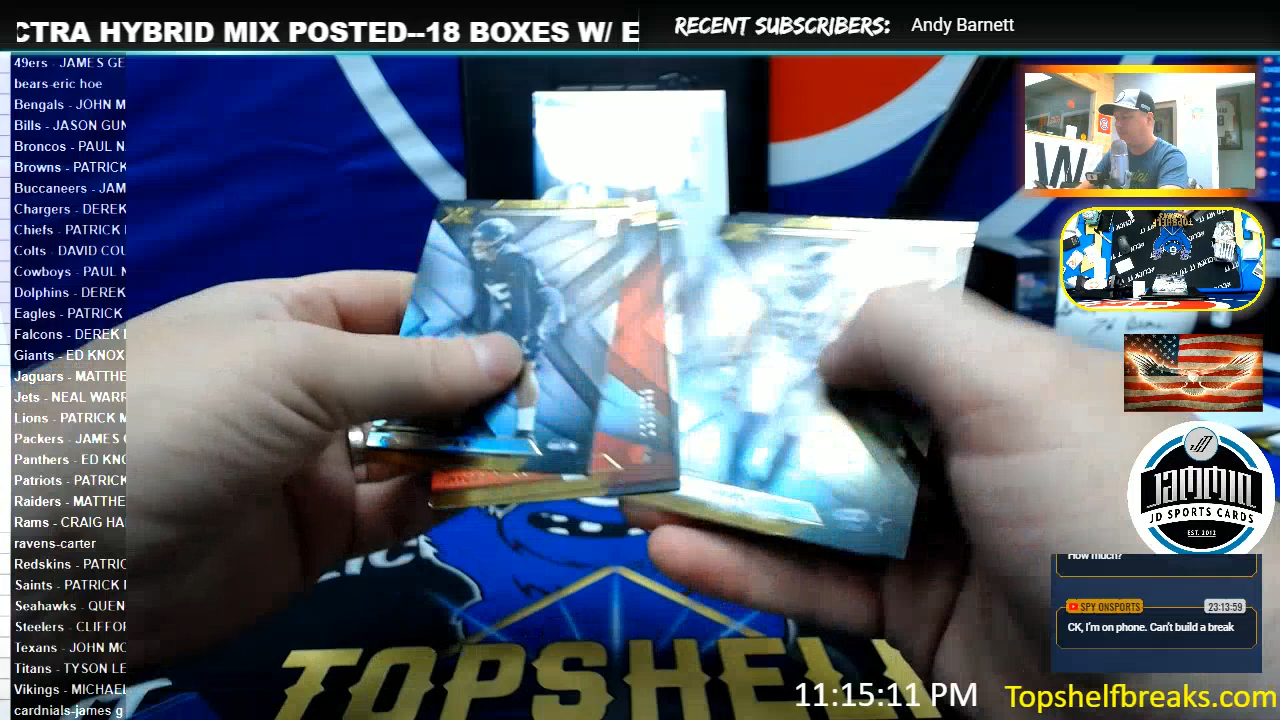 CTRA HYBRID MIX POSTED--18 BOXES W/ E
RECENT SUBSCRIBERS: Andy Barnett
49ers - JAMES GE
bears-eric hoe
Bengals - JOHN M
Bills - JASON GUN
Broncos - PAUL N
Browns - PATRICK
Buccaneers - JAM
Chargers - DEREK
Chiefs - PATRICK
Colts - DAVID COU
Cowboys - PAUL N
Dolphins - DEREK
Eagles - PATRICK
Falcons - DEREK
Giants - ED KNOX
Jaguars - MATTHE
Jets - NEAL WARR
Lions - PATRICK M
Packers - JAMES
Panthers - ED KNO
Patriots - PATRICK
Raiders - MATTHE
Rams - CRAIG HA
ravens-carter
Redskins - PATRIC
Saints - PATRICK
Seahawks - QUEN
Steelers - CLIFFOR
Texans - JOHN MC
Titans - TYSON LE
Vikings - MICHAEL
cardnials-james g
W
JD SPORTS CARDS
EST. 2012
How much?
SPY ONSPORTS 23:13:59
CK, I'm on phone. Can't build a break
TOPSHELF
11:15:11 PM
Topshelfbreaks.com